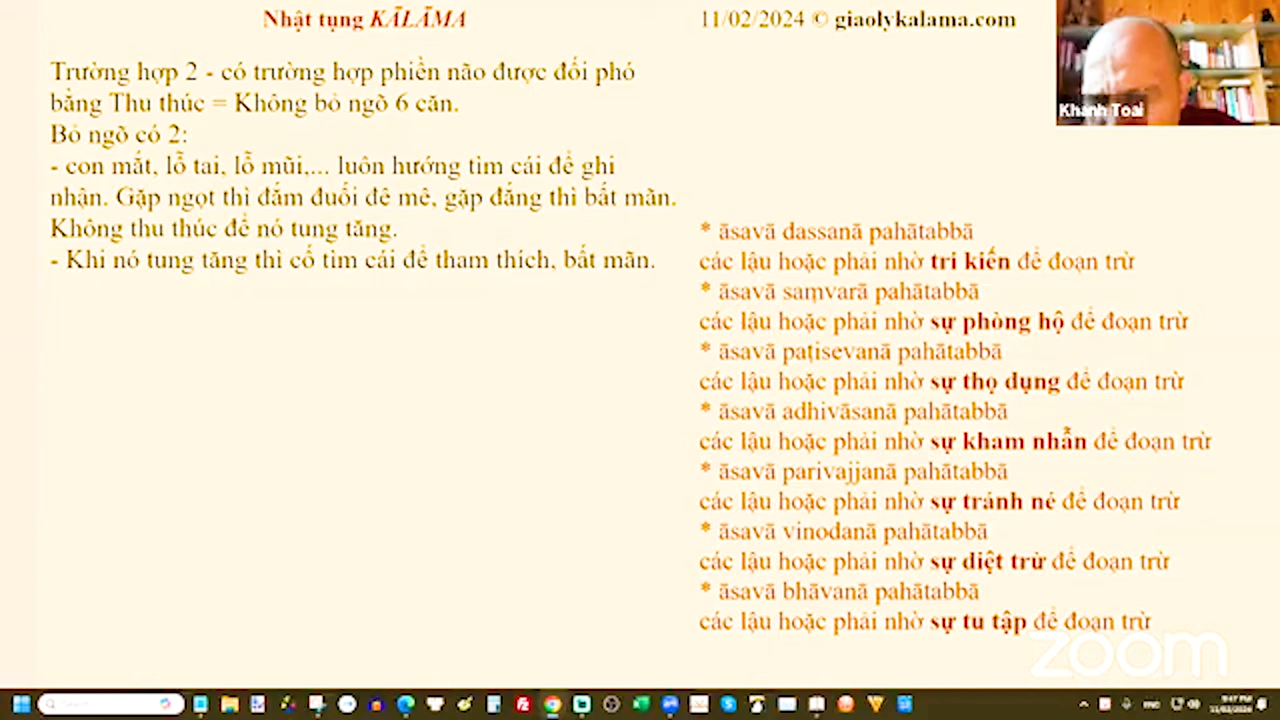 Nhật tụng KĀLĀMA
11/02/2024 © giaolykalama.com
Khánh Toai
Trường hợp 2 - có trường hợp phiền não được đối phó
bằng Thu thúc = Không bỏ ngõ 6 căn.
Bỏ ngõ có 2:
- con mắt, lỗ tai, lỗ mũi,... luôn hướng tìm cái để ghi
nhận. Gặp ngọt thì đắm đuối đê mê, gặp đắng thì bất mãn.
Không thu thúc để nó tung tăng.
- Khi nó tung tăng thì cố tìm cái để tham thích, bất mãn.
* āsavā dassanā pahātabbā
các lậu hoặc phải nhờ tri kiến để đoạn trừ
* āsavā saṃvarā pahātabbā
các lậu hoặc phải nhờ sự phòng hộ để đoạn trừ
* āsavā paṭisevanā pahātabbā
các lậu hoặc phải nhờ sự thọ dụng để đoạn trừ
* āsavā adhivāsanā pahātabbā
các lậu hoặc phải nhờ sự kham nhẫn để đoạn trừ
* āsavā parivajjanā pahātabbā
các lậu hoặc phải nhờ sự tránh né để đoạn trừ
* āsavā vinodanā pahātabbā
các lậu hoặc phải nhờ sự diệt trừ để đoạn trừ
* āsavā bhāvanā pahātabbā
các lậu hoặc phải nhờ sự tu tập để đoạn trừ
zoom